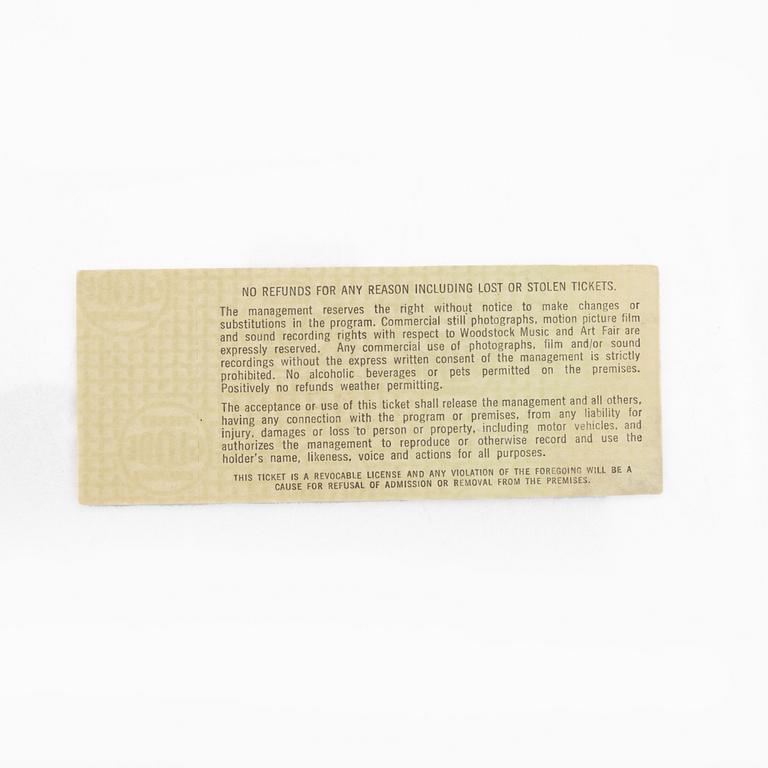 NO REFUNDS FOR ANY REASON INCLUDING LOST OR STOLEN TICKETS.
The management reserves the right without notice to make changes or
substitutions in the program. Commercial still photographs, motion picture film
and sound recording rights with respect to Woodstock Music and Art Fair are
expressly reserved. Any commercial use of photographs, film and/or sound
recordings without the express written consent of the management is strictly
prohibited. No alcoholic beverages or pets permitted on the premises.
Positively no refunds weather permitting.
The acceptance or use of this ticket shall release the management and all others,
having any connection with the program or premises, from any liability for
injury, damages or loss to person or property, including motor vehicles, and
authorizes the management to reproduce or otherwise record and use the
holder's name, likeness, voice and actions for all purposes.
THIS TICKET IS A REVOCABLE LICENSE AND ANY VIOLATION OF THE FOREGOING WILL BE A
CAUSE FOR REFUSAL OF ADMISSION OR REMOVAL FROM THE PREMISES.